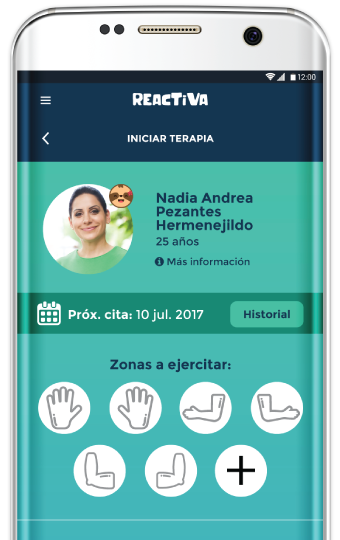 12:00
REACTIVA
INICIAR TERAPIA
Nadia Andrea
Pezantes
Hermenejildo
25 años
Más información
Próx. cita: 10 jul. 2017
Historial
Zonas a ejercitar: